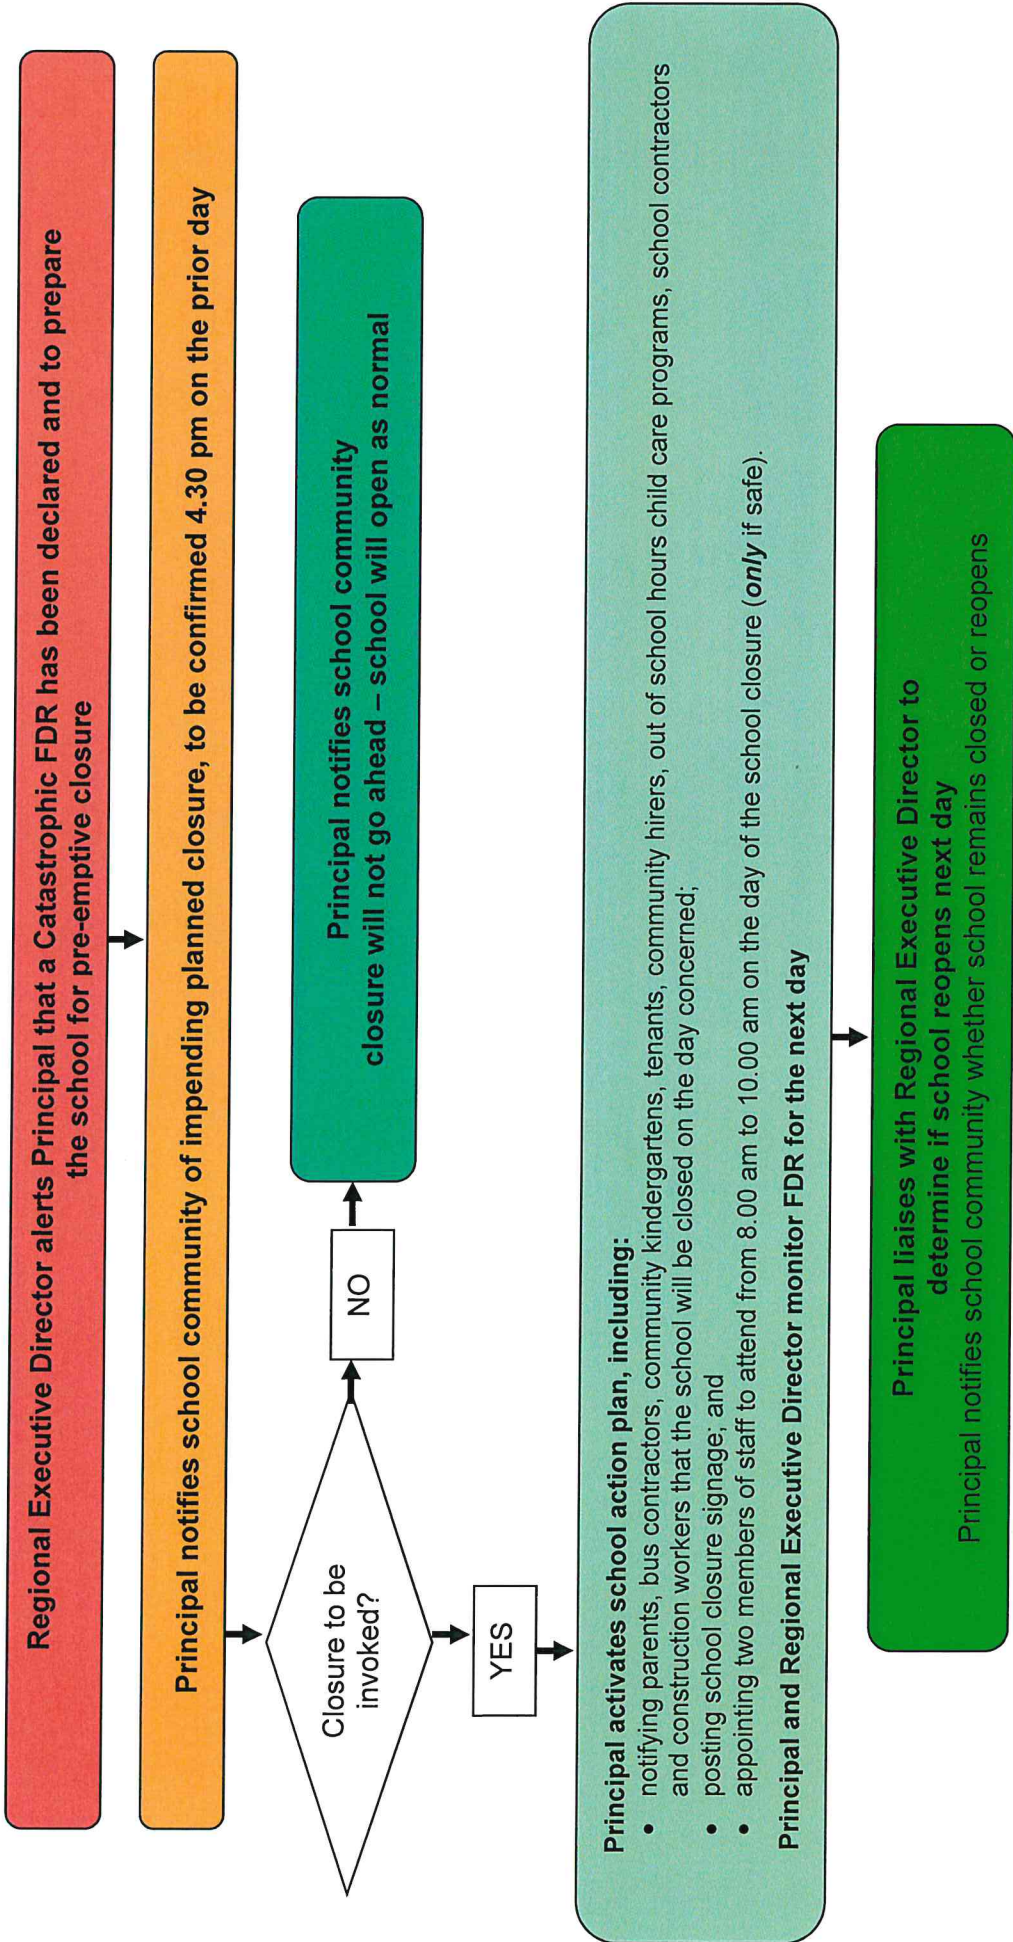 Regional Executive Director alerts Principal that a Catastrophic FDR has been declared and to prepare
the school for pre-emptive closure
Principal notifies school community of impending planned closure, to be confirmed 4.30 pm on the prior day
Closure to be
invoked?
NO
Principal notifies school community
closure will not go ahead – school will open as normal
YES
Principal activates school action plan, including:
• notifying parents, bus contractors, community kindergartens, tenants, community hirers, out of school hours child care programs, school contractors
and construction workers that the school will be closed on the day concerned;
• posting school closure signage; and
• appointing two members of staff to attend from 8.00 am to 10.00 am on the day of the school closure (only if safe).
Principal and Regional Executive Director monitor FDR for the next day
Principal liaises with Regional Executive Director to
determine if school reopens next day
Principal notifies school community whether school remains closed or reopens